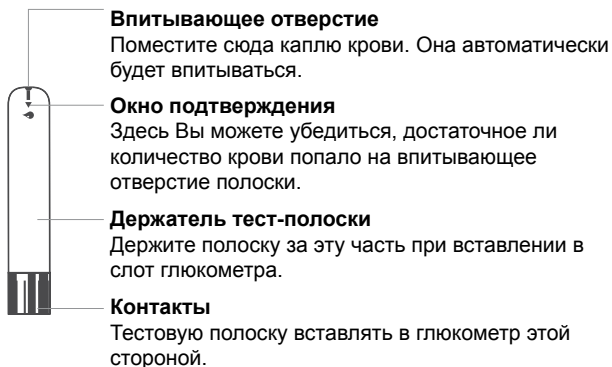 Впитывающее отверстие
Поместите сюда каплю крови. Она автоматически
будет впитываться.
Окно подтверждения
Здесь Вы можете убедиться, достаточное ли
количество крови попало на впитывающее
отверстие полоски.
Держатель тест-полоски
Держите полоску за эту часть при вставлении в
слот глюкометра.
Контакты
Тестовую полоску вставлять в глюкометр этой
стороной.